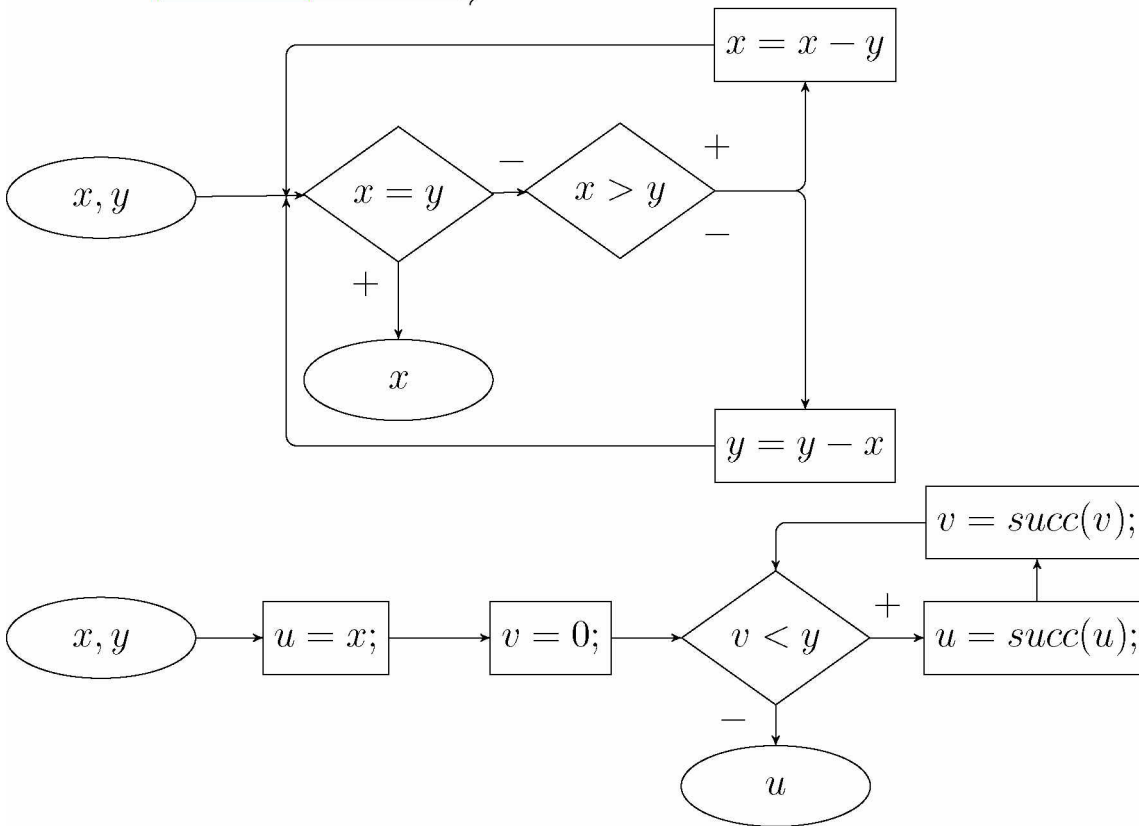 x = x − y
x, y
x = y
−
x > y
+
−
+
x
y = y − x
v = succ(v);
x, y
u = x;
v = 0;
v < y
+
u = succ(u);
−
u